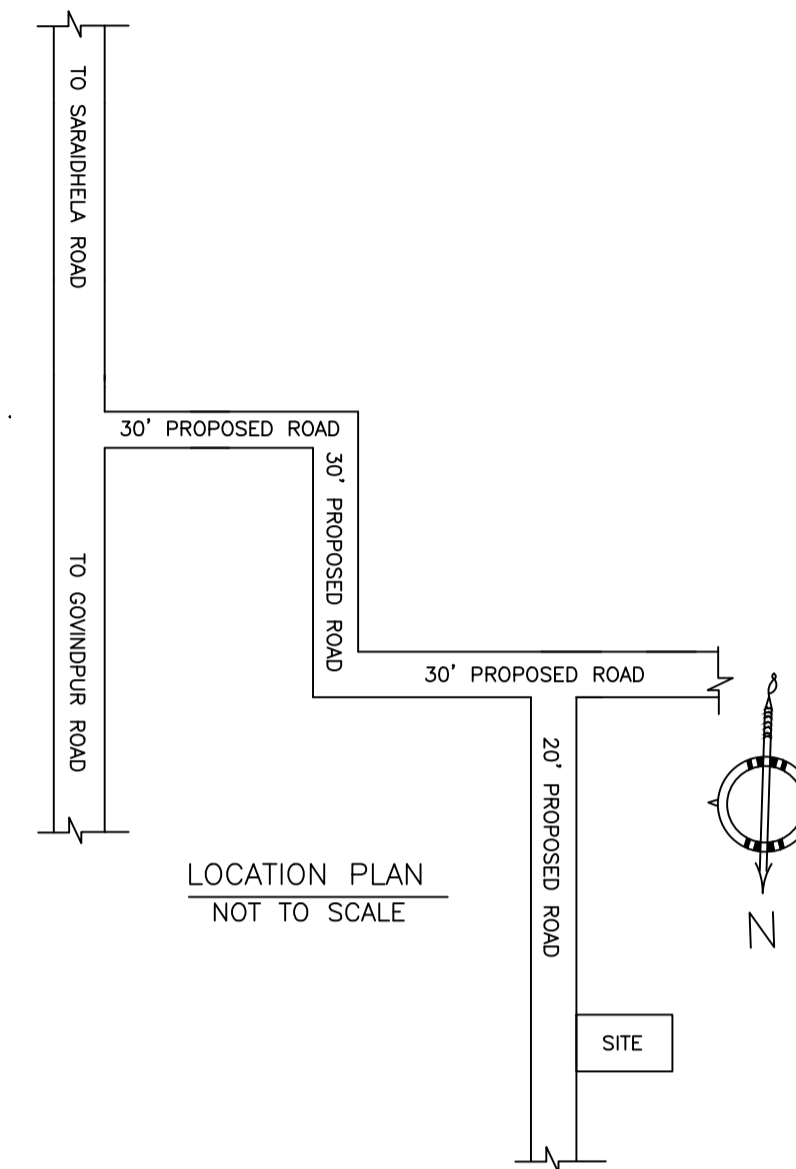 TO SARAIDHELA ROAD
30' PROPOSED ROAD
30' PROPOSED ROAD
TO GOVINDPUR ROAD
30' PROPOSED ROAD
20' PROPOSED ROAD
LOCATION PLAN
NOT TO SCALE
N
SITE